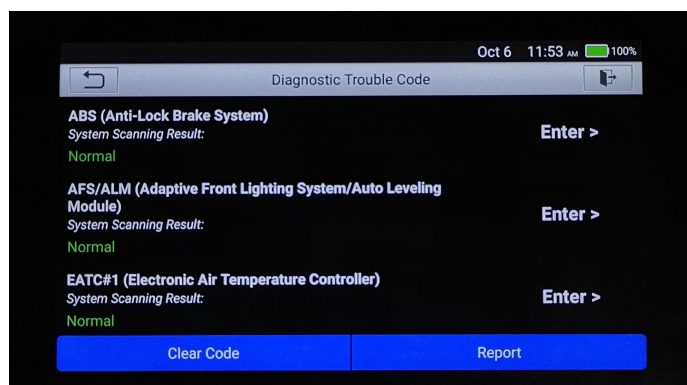 Oct 6 11:53 AM 100%
Diagnostic Trouble Code
ABS (Anti-Lock Brake System)
System Scanning Result:
Enter >
Normal
AFS/ALM (Adaptive Front Lighting System/Auto Leveling
Module)
System Scanning Result:
Enter >
Normal
EATC#1 (Electronic Air Temperature Controller)
System Scanning Result:
Enter >
Normal
Clear Code
Report